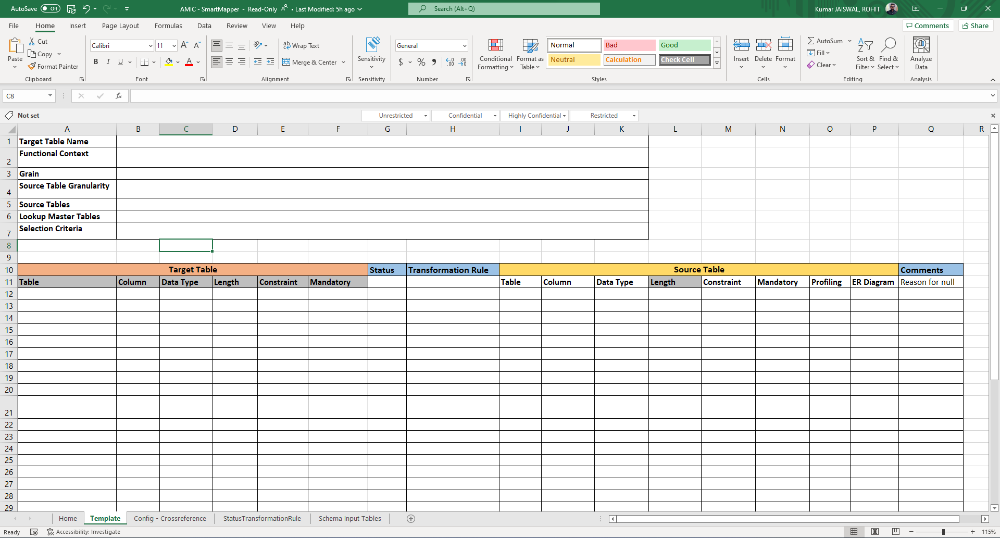 AutoSave Off AMIC - SmartMapper - Read-Only • Last Modified: 5h ago Search (Alt+Q) Kumar JAISWAL, ROHIT
File Home Insert Page Layout Formulas Data Review View Help Comments Share
Paste Cut Copy Format Painter Clipboard
Calibri 11 B I U A Font
Wrap Text Merge & Center Alignment
Sensitivity Sensitivity
General $ % Number
Conditional Formatting Format as Table Normal Bad Good Neutral Calculation Check Cell Styles
Insert Delete Format Cells
AutoSum Fill Clear Sort & Filter Find & Select Editing
Analyze Data Analysis
C8 fx
Not set Unrestricted Confidential Highly Confidential Restricted
A B C D E F G H I J K L M N O P Q R
1 Target Table Name
2 Functional Context
3 Grain
4 Source Table Granularity
5 Source Tables
6 Lookup Master Tables
7 Selection Criteria
8
9
10 Target Table Status Transformation Rule Source Table Comments
11 Table Column Data Type Length Constraint Mandatory Table Column Data Type Length Constraint Mandatory Profiling ER Diagram Reason for null
12
13
14
15
16
17
18
19
20
21
22
23
24
25
26
27
28
29
Home Template Config - Crossreference StatusTransformationRule Schema Input Tables
Ready Accessibility: Investigate 115%